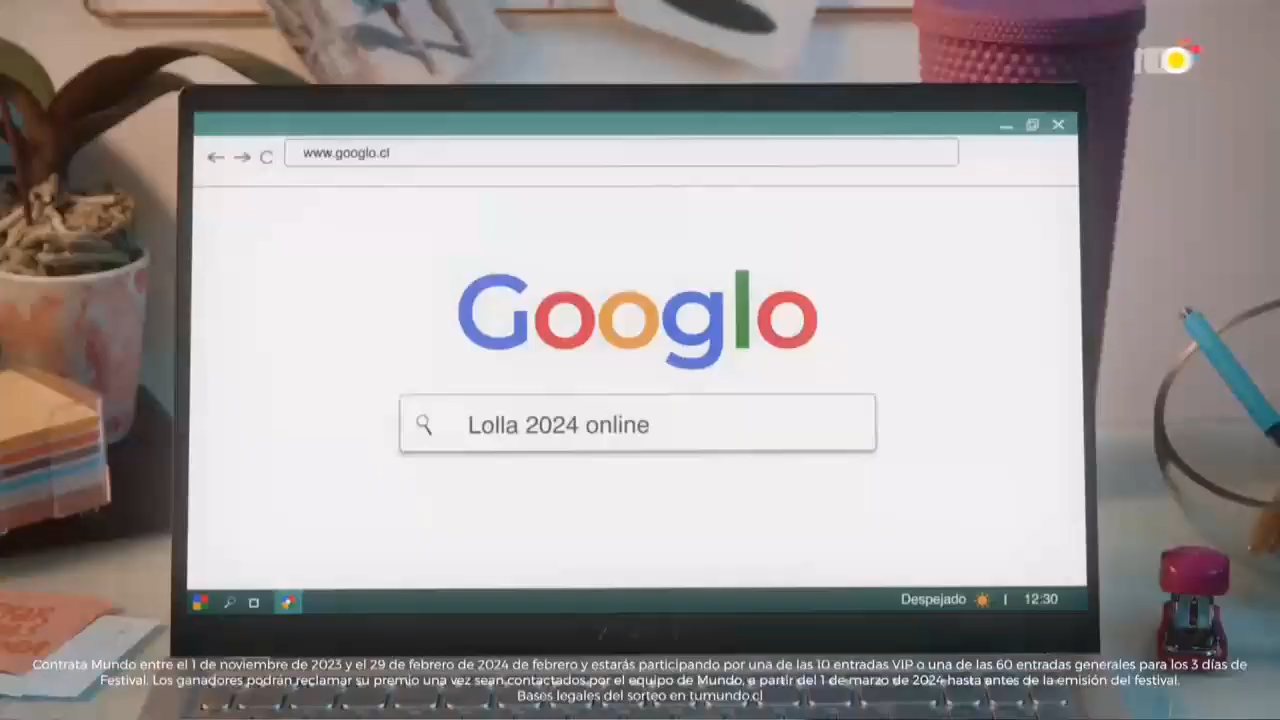 www.googlo.cl
Googlo
Lolla 2024 online
Despejado | 12:30
Contrata Mundo entre el 1 de noviembre de 2023 y el 29 de febrero de 2024 de febrero y estarás participando por una de las 10 entradas VIP o una de las 60 entradas generales para los 3 días de
Festival. Los ganadores podrán reclamar su premio una vez sean contactados por el equipo de Mundo, a partir del 1 de marzo de 2024 hasta antes de la emisión del festival.
Bases legales del sorteo en tumundo.cl